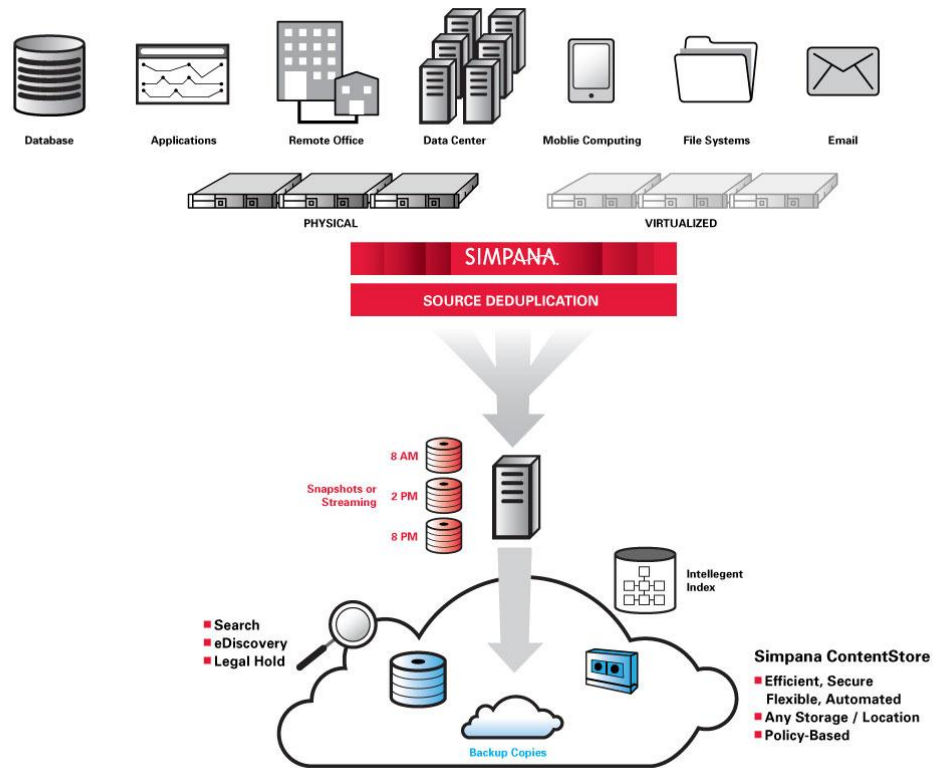 Database
Applications
Remote Office
Data Center
Moblie Computing
File Systems
Email
PHYSICAL
VIRTUALIZED
SIMPANA
SOURCE DEDUPLICATION
8 AM
Snapshots or
Streaming
2 PM
8 PM
Intellegent
Index
Search
eDiscovery
Legal Hold
Simpana ContentStore
Efficient, Secure
Flexible, Automated
Any Storage / Location
Policy-Based
Backup Copies